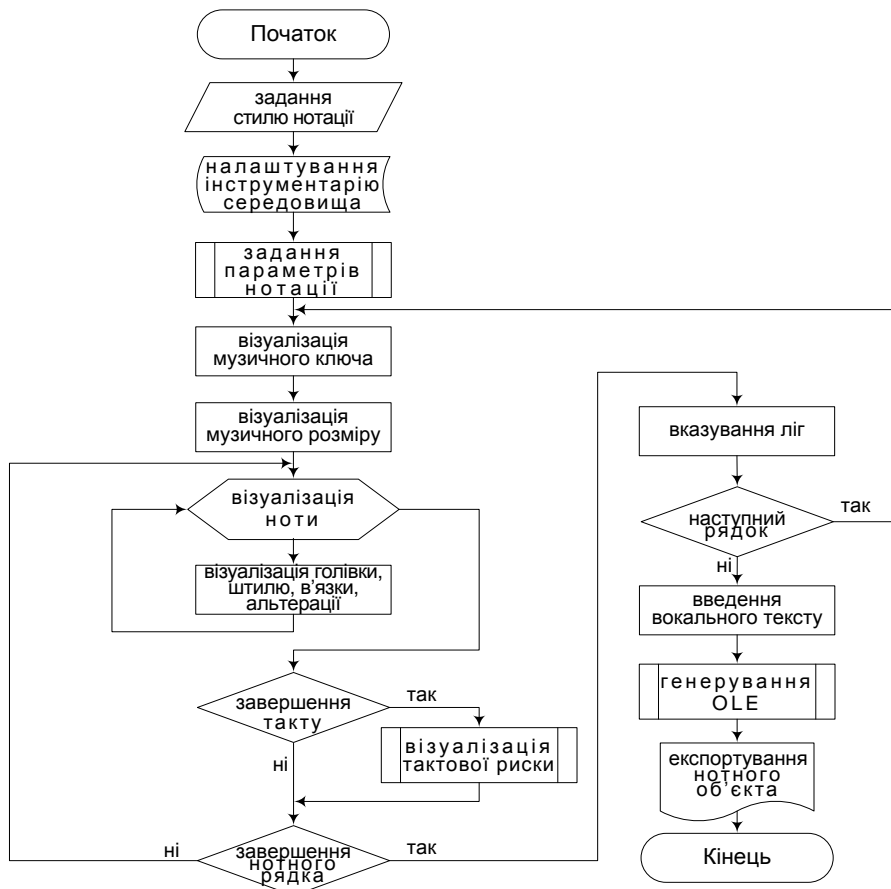 Початок
задання
стилю нотації
налаштування
інструментарію
середовища
задання
параметрів
нотації
візуалізація
музичного ключа
візуалізація
музичного розміру
візуалізація
ноти
візуалізація голівки,
штилю, в'язки,
альтерації
завершення
такту
так
ні
візуалізація
тактової риски
завершення
нотного
рядка
ні
так
вказування ліг
наступний
рядок
так
ні
введення
вокального тексту
генерування
OLE
експортування
нотного
об'єкта
Кінець